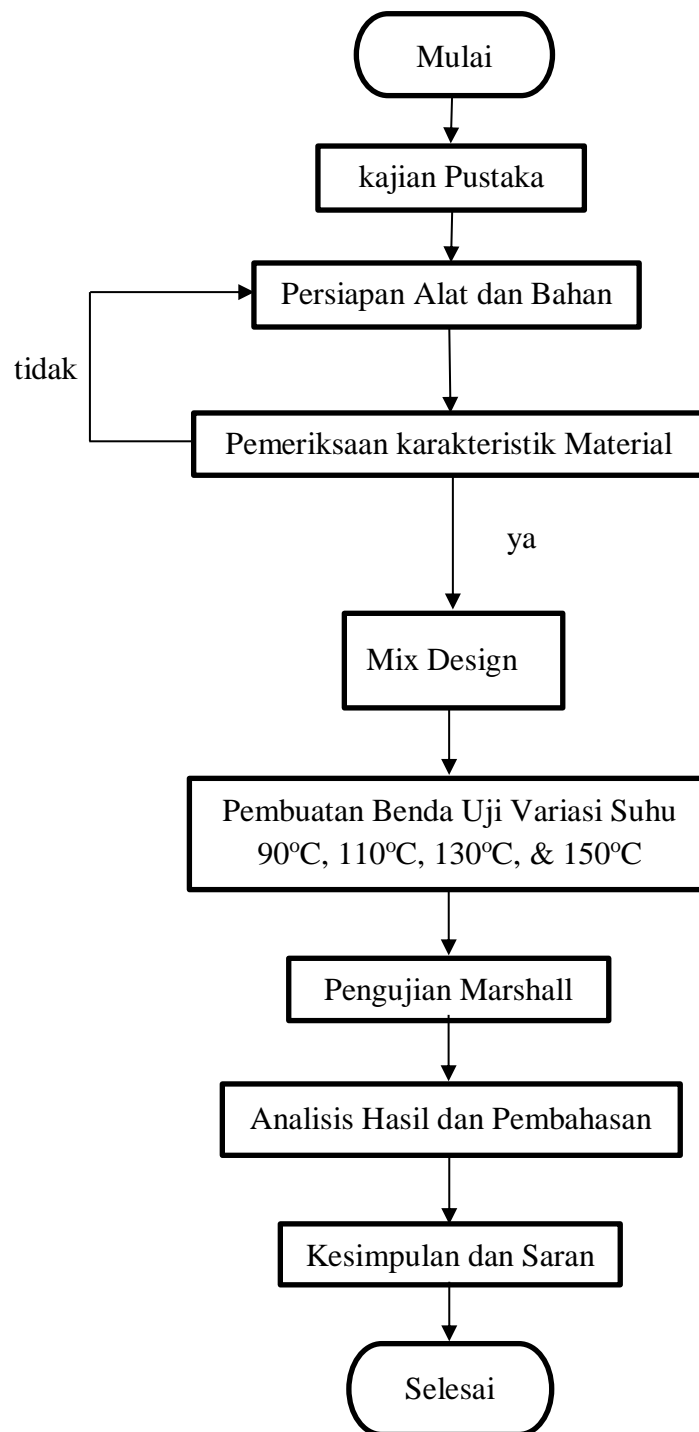 Mulai
kajian Pustaka
Persiapan Alat dan Bahan
tidak
Pemeriksaan karakteristik Material
ya
Mix Design
Pembuatan Benda Uji Variasi Suhu
90ºC, 110ºC, 130ºC, & 150ºC
Pengujian Marshall
Analisis Hasil dan Pembahasan
Kesimpulan dan Saran
Selesai